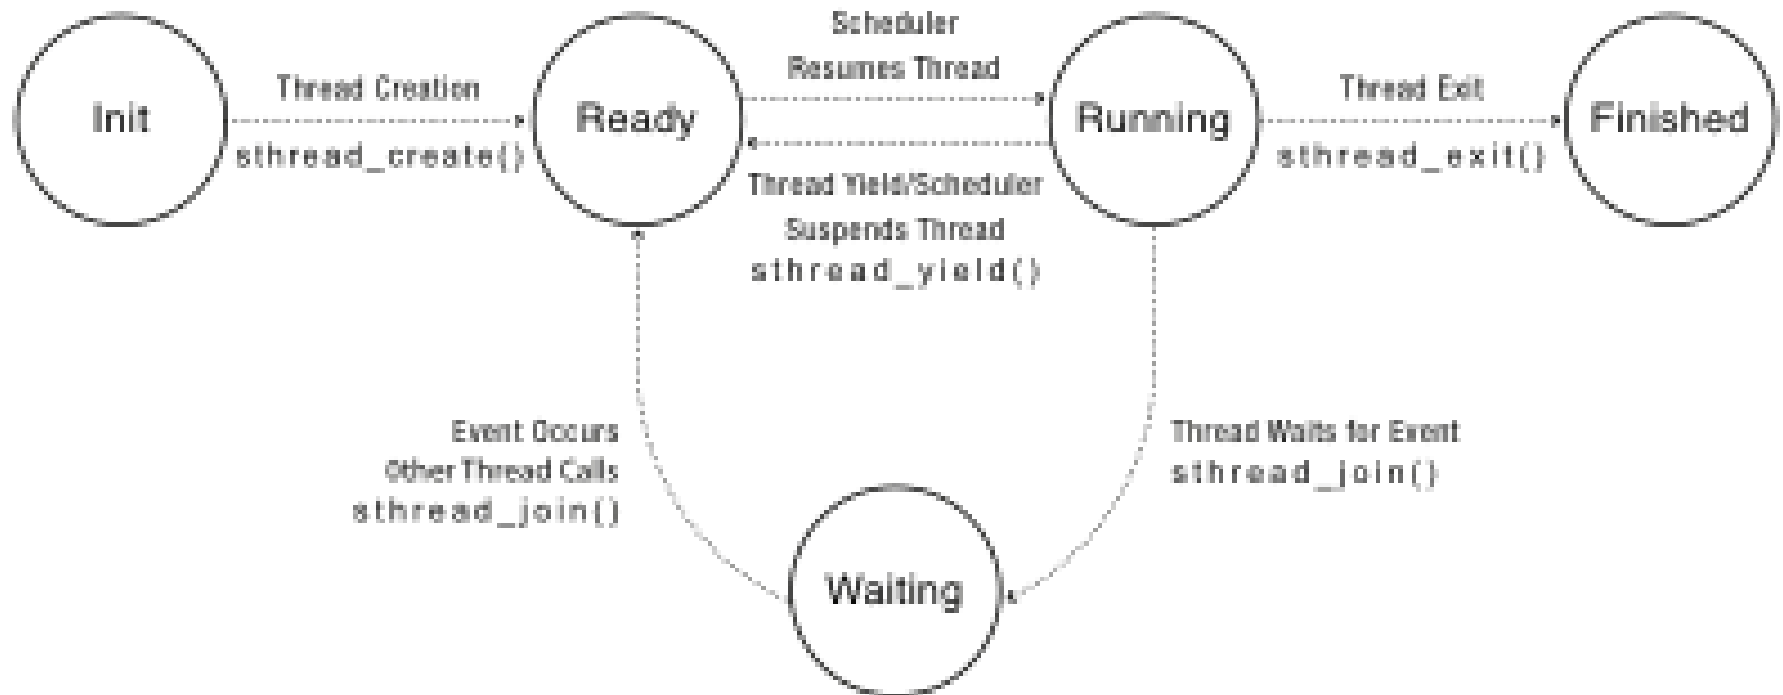 Init
Thread Creation
sthread_create()
Ready
Scheduler
Resumes Thread
Thread Yield/Scheduler
Suspends Thread
sthread_yield()
Running
Thread Exit
sthread_exit()
Finished
Event Occurs
Other Thread Calls
sthread_join()
Thread Waits for Event
sthread_join()
Waiting